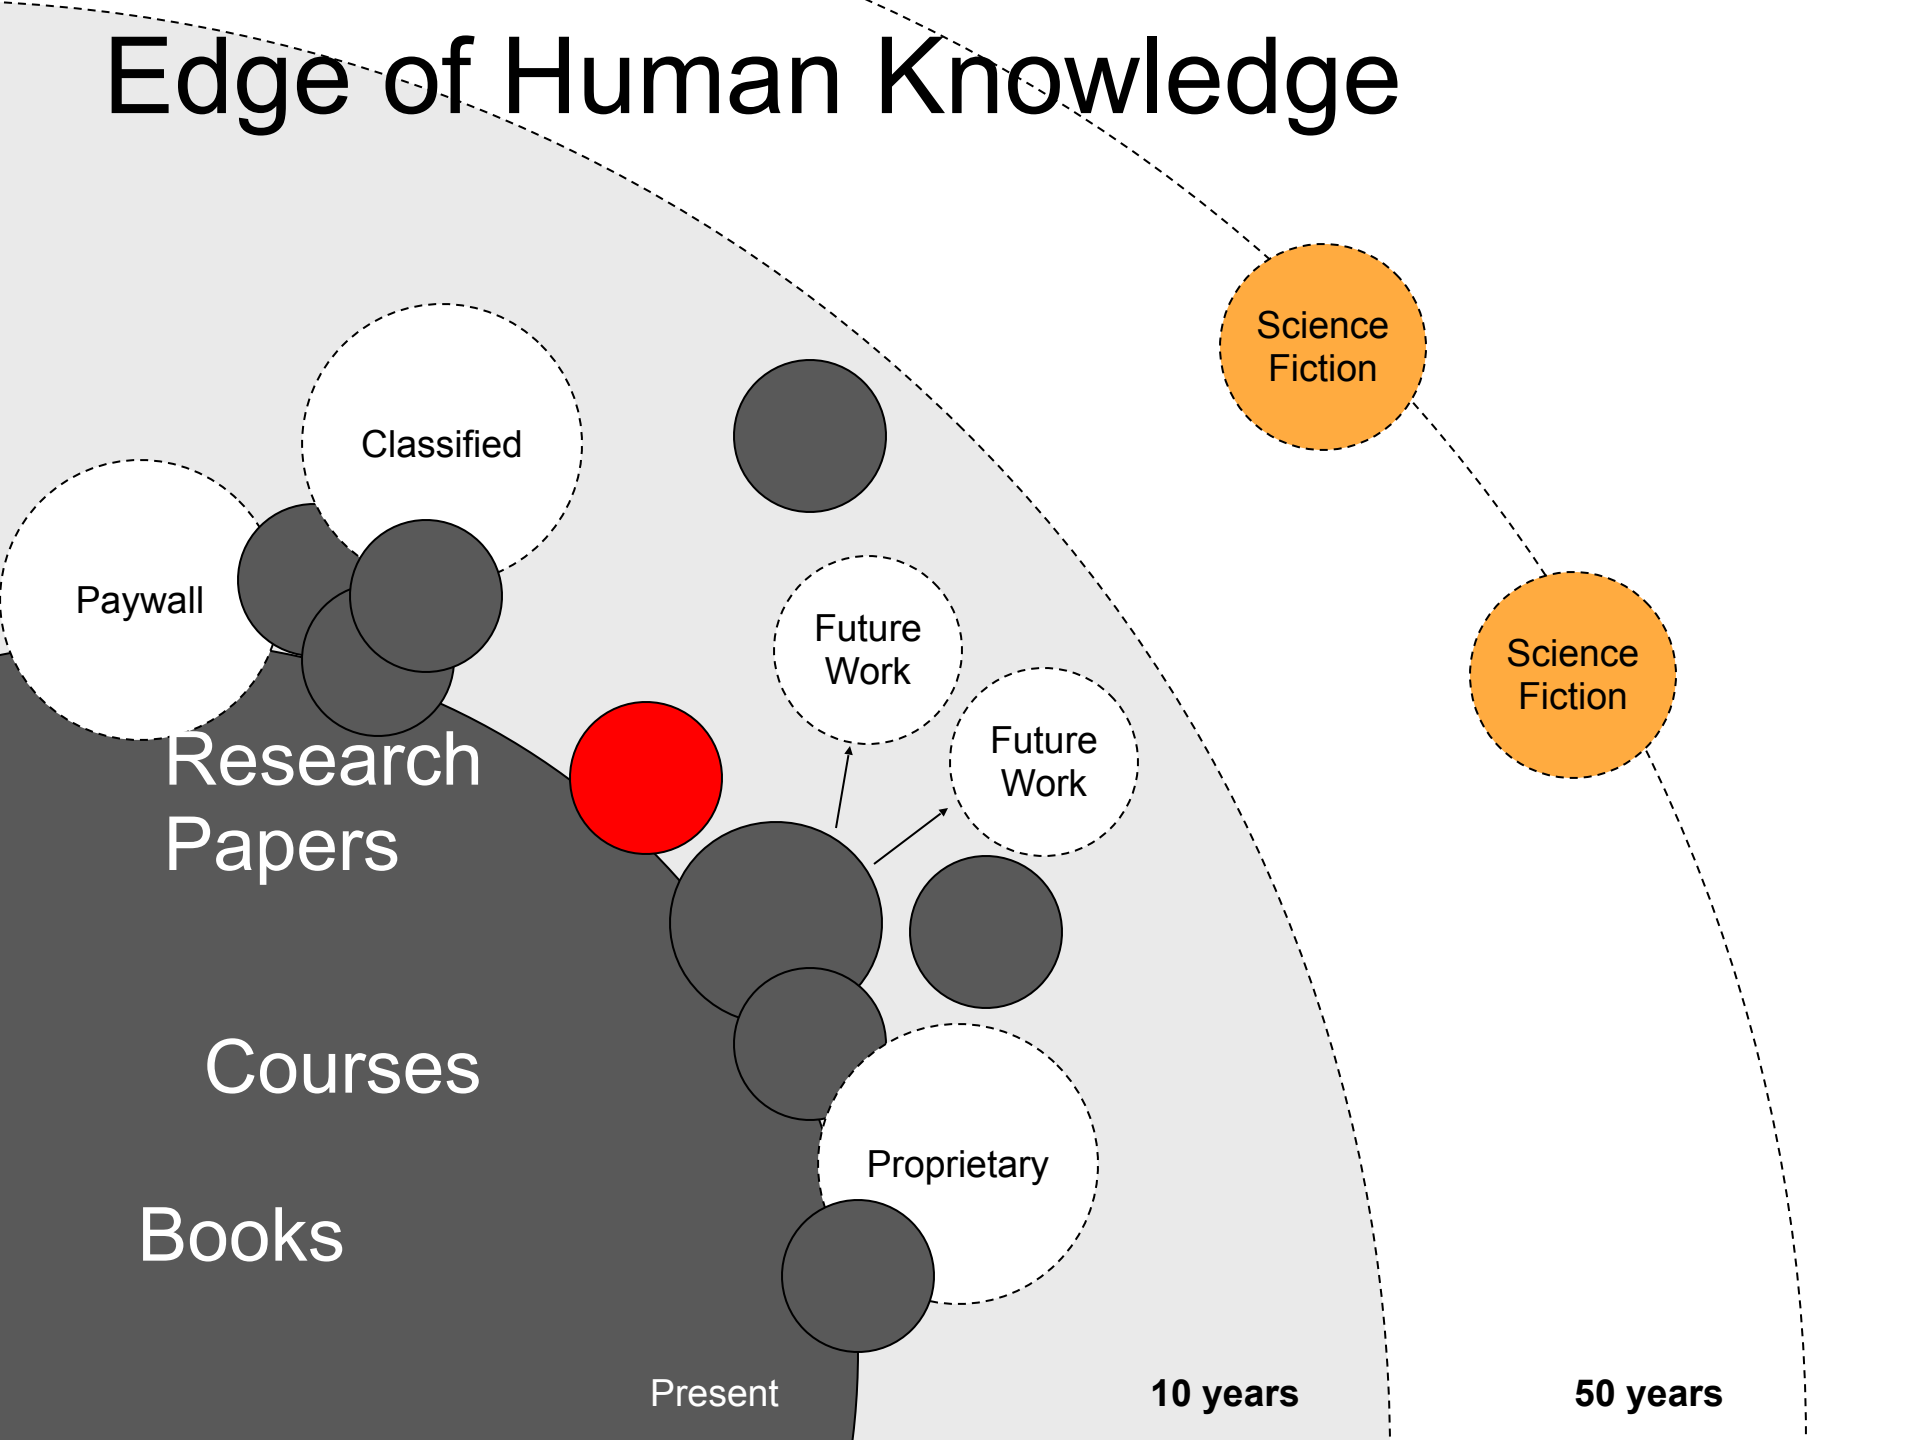 Edge of Human Knowledge
Science
Fiction
Classified
Paywall
Future
Work
Science
Fiction
Future
Work
Research
Papers
Courses
Proprietary
Books
Present
10 years
50 years